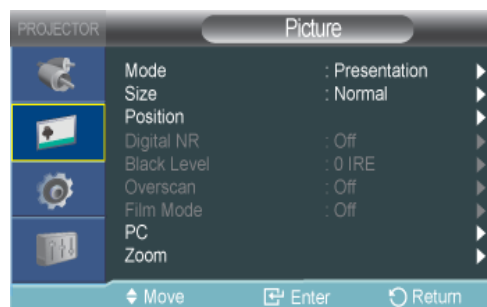 PROJECTOR
Picture
Mode : Presentation
Size : Normal
Position
Digital NR : Off
Black Level : 0 IRE
Overscan : Off
Film Mode : Off
PC
Zoom
Move Enter Return